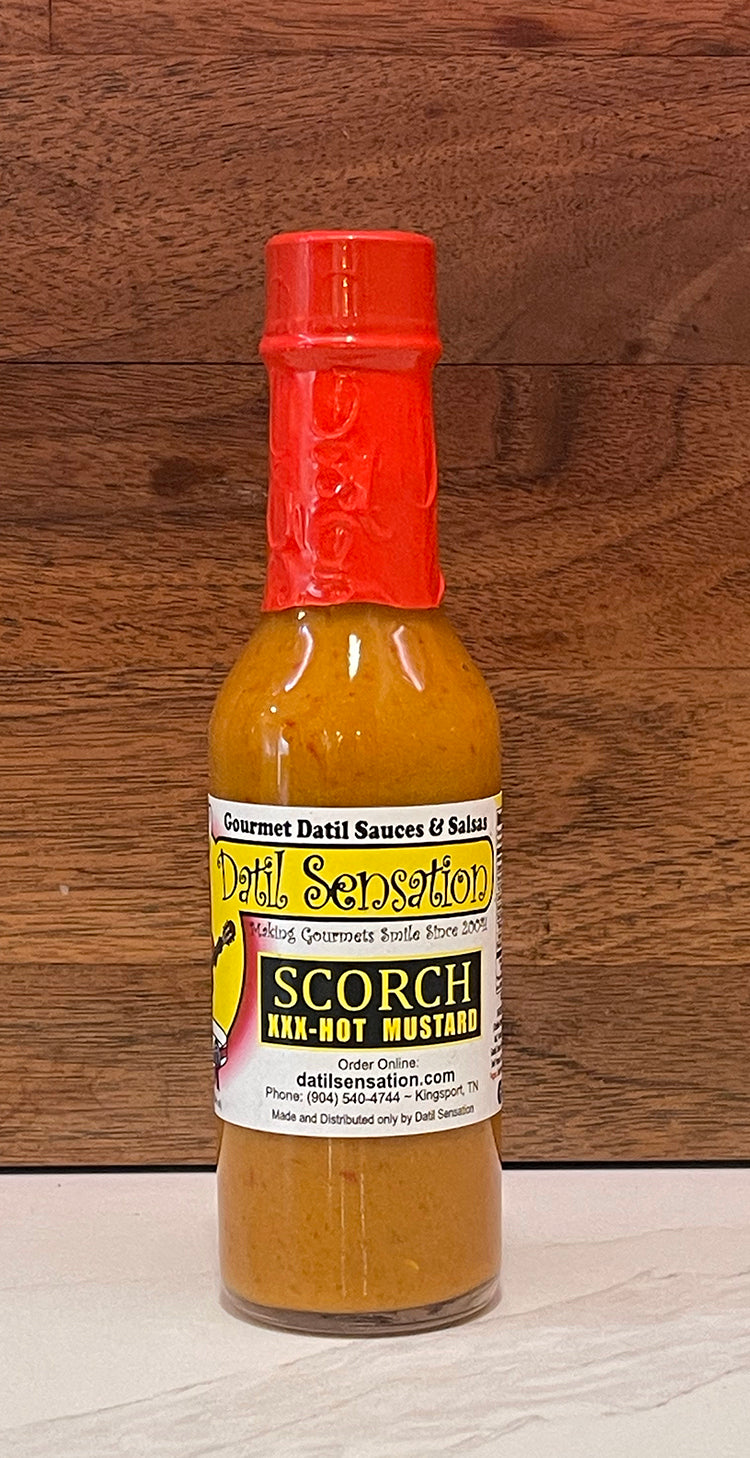 Gourmet Datil Sauces & Salsas
Datil Sensation
Making Gourmets Smile Since 2004!
SCORCH
XXX-HOT MUSTARD
Order Online:
datilsensation.com
Phone: (904) 540-4744 ~ Kingsport, TN
Made and Distributed only by Datil Sensation